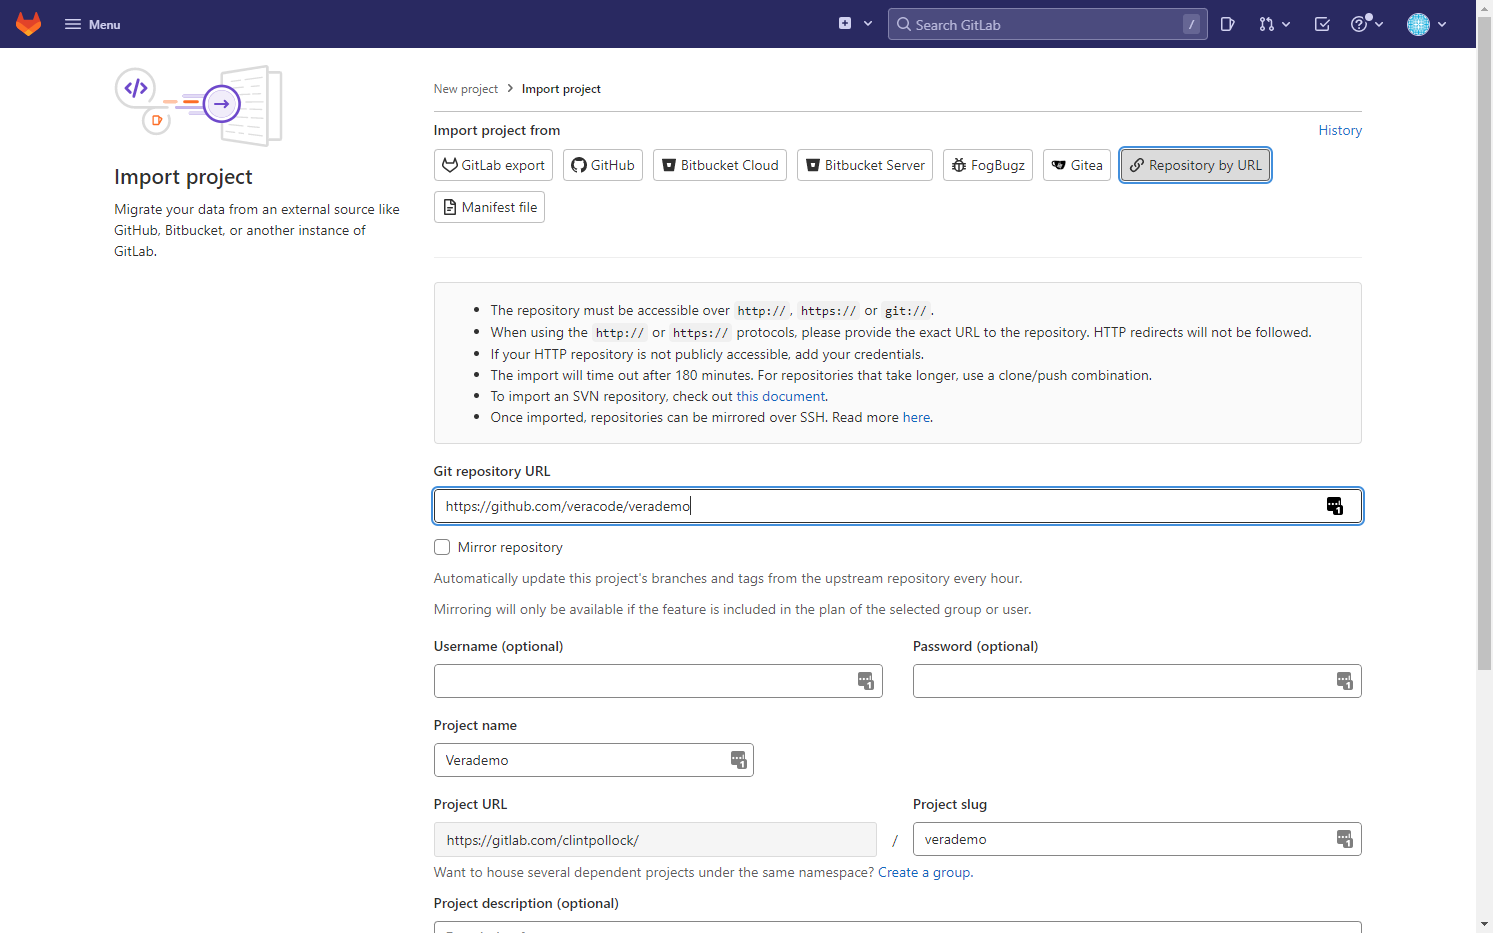 Menu
Search GitLab /
New project > Import project
Import project
Migrate your data from an external source like
GitHub, Bitbucket, or another instance of
GitLab.
Import project from
History
GitLab export
GitHub
Bitbucket Cloud
Bitbucket Server
FogBugz
Gitea
Repository by URL
Manifest file
• The repository must be accessible over http://, https:// or git://.
• When using the http:// or https:// protocols, please provide the exact URL to the repository. HTTP redirects will not be followed.
• If your HTTP repository is not publicly accessible, add your credentials.
• The import will time out after 180 minutes. For repositories that take longer, use a clone/push combination.
• To import an SVN repository, check out this document.
• Once imported, repositories can be mirrored over SSH. Read more here.
Git repository URL
https://github.com/veracode/verademo
1
Mirror repository
Automatically update this project's branches and tags from the upstream repository every hour.
Mirroring will only be available if the feature is included in the plan of the selected group or user.
Username (optional)
1
Password (optional)
1
Project name
Verademo
1
Project URL
https://gitlab.com/clintpollock/
/
Project slug
verademo
1
Want to house several dependent projects under the same namespace? Create a group.
Project description (optional)